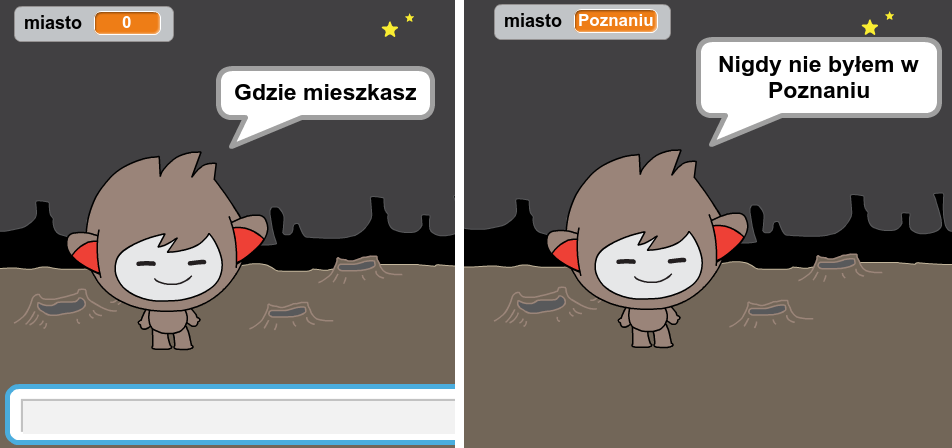 miasto 0
Gdzie mieszkasz
miasto Poznaniu
Nigdy nie byłem w
Poznaniu